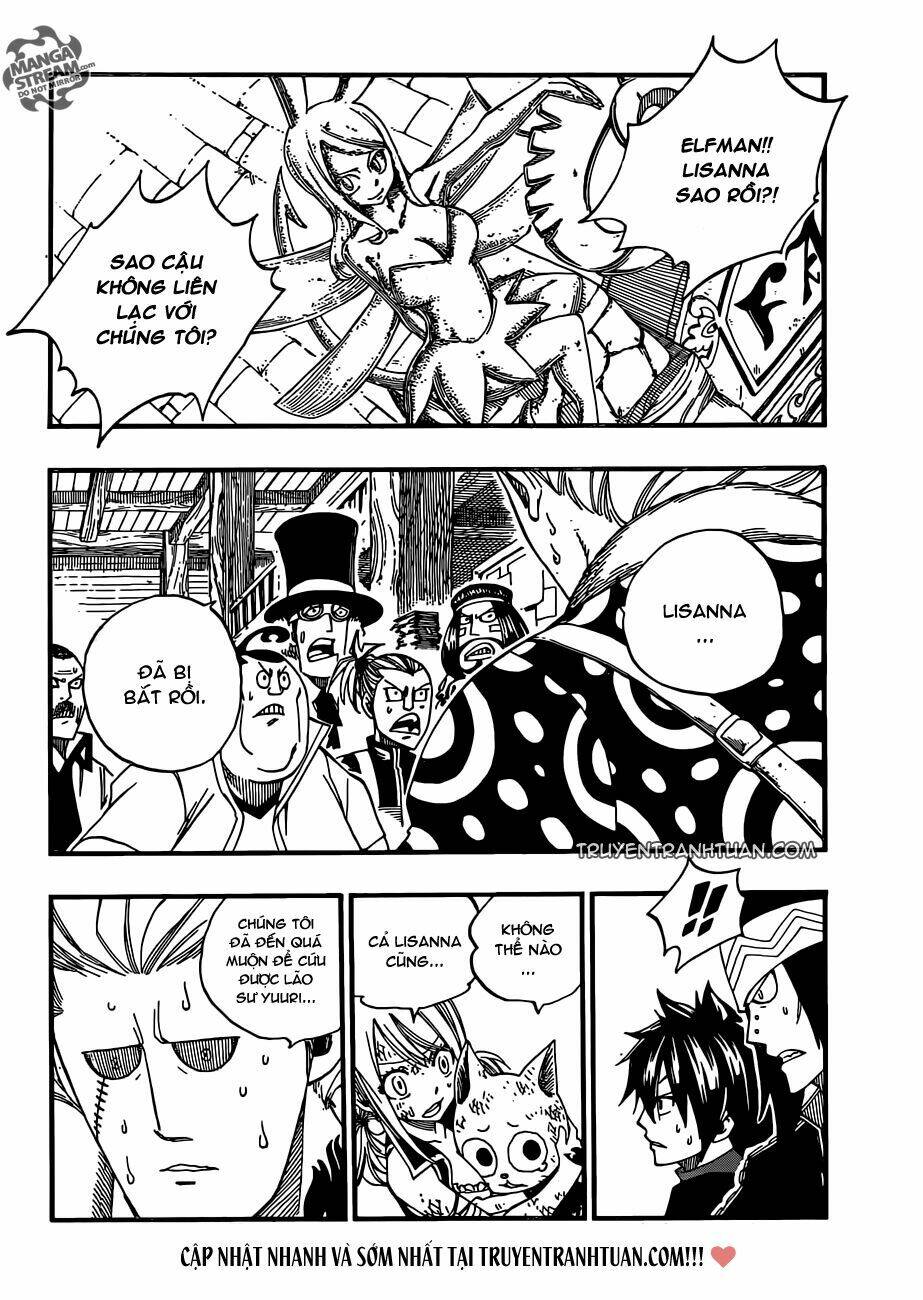 MANGA
STREAM.com
DO NOT MIRROR
ELFMAN!!
LISANNA
SAO RỒI?!
SAO CẬU
KHÔNG LIÊN
LẠC VỚI
CHÚNG TÔI?
LISANNA
...
ĐÃ BỊ
BẮT RỒI.
TRUYENTRANHTUAN.COM
!!
KHÔNG
THỂ NÀO
...
CẢ LISANNA
CŨNG...
CHÚNG TÔI
ĐÃ ĐẾN QUÁ
MUỘN ĐỂ CỨU
ĐƯỢC LÃO
SƯ YUURI...
CẬP NHẬT NHANH VÀ SỚM NHẤT TẠI TRUYENTRANHTUAN.COM!!!